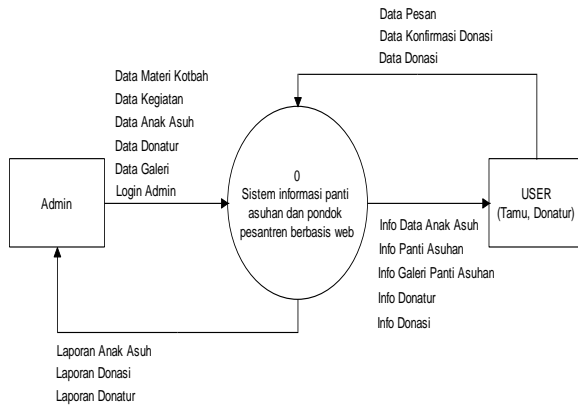 Data Pesan
Data Konfirmasi Donasi
Data Donasi
Data Materi Kotbah
Data Kegiatan
Data Anak Asuh
Data Donatur
Data Galeri
Login Admin
Admin
0
Sistem informasi panti
asuhan dan pondok
pesantren berbasis web
USER
(Tamu, Donatur)
Info Data Anak Asuh
Info Panti Asuhan
Info Galeri Panti Asuhan
Info Donatur
Info Donasi
Laporan Anak Asuh
Laporan Donasi
Laporan Donatur